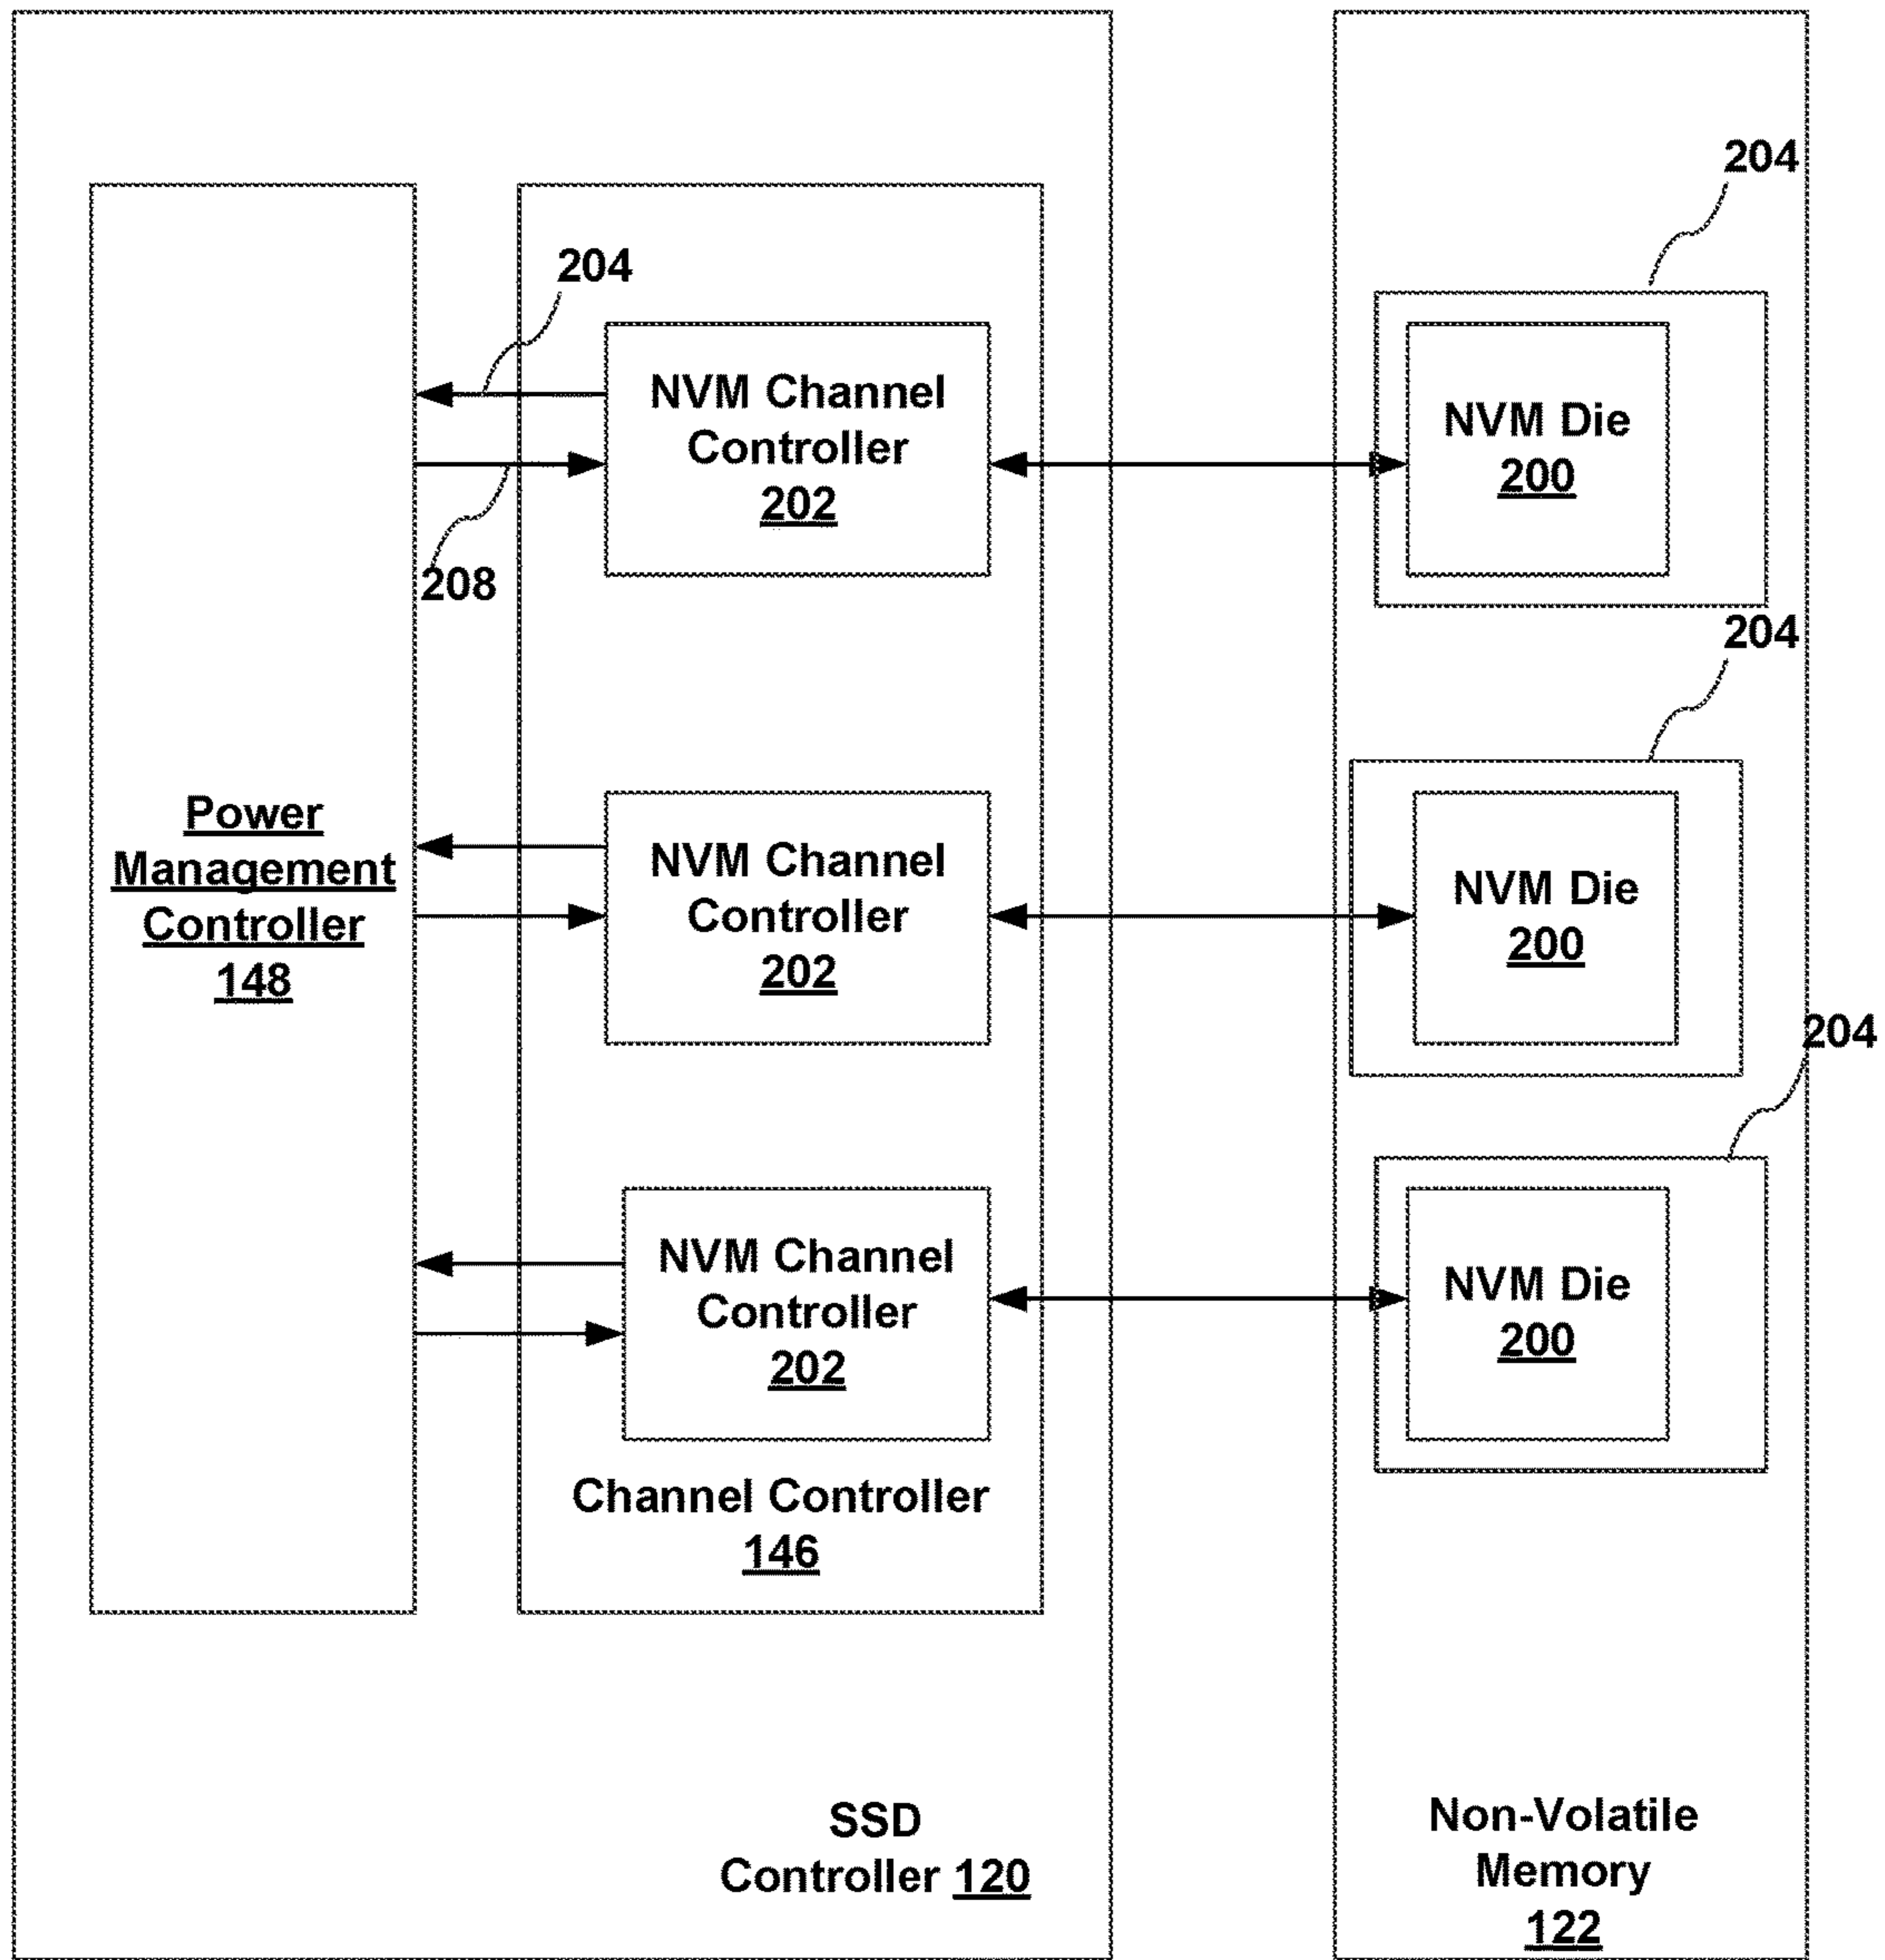 204
204
NVM Channel
Controller
202
NVM Die
200
208
204
Power
Management
Controller
148
NVM Channel
Controller
202
NVM Die
200
204
NVM Channel
Controller
202
NVM Die
200
Channel Controller
146
SSD
Controller 120
Non-Volatile
Memory
122